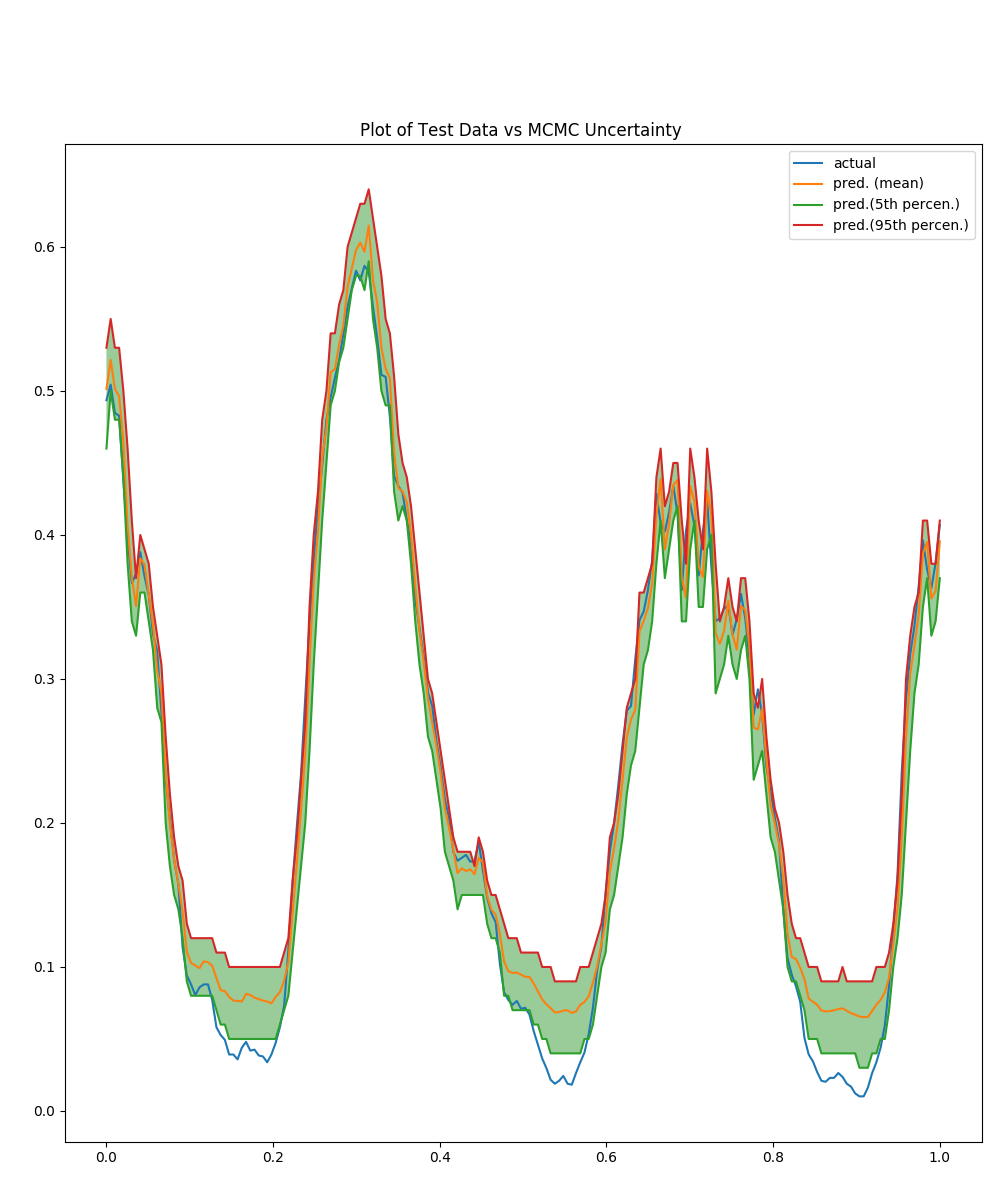 Plot of Test Data vs MCMC Uncertainty
actual
pred. (mean)
pred.(5th percen.)
pred.(95th percen.)
0.6
0.5
0.4
0.3
0.2
0.1
0.0
0.0 0.2 0.4 0.6 0.8 1.0